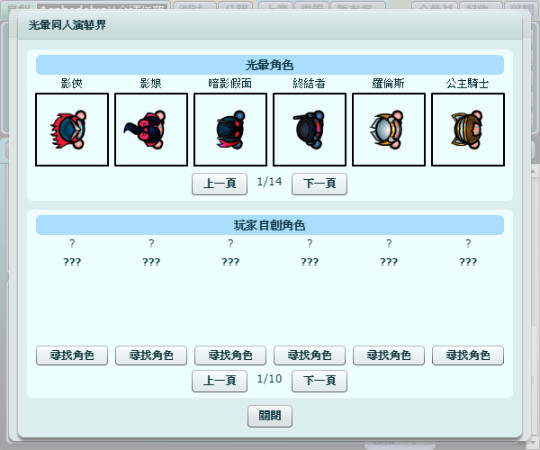 光暈同人演藝界
光暈角色
影俠 影娘 暗影假面 終結者 羅倫斯 公主騎士
上一頁 1/14 下一頁
玩家自創角色
? ? ? ? ? ?
??? ??? ??? ??? ??? ???
尋找角色 尋找角色 尋找角色 尋找角色 尋找角色 尋找角色
上一頁 1/10 下一頁
關閉